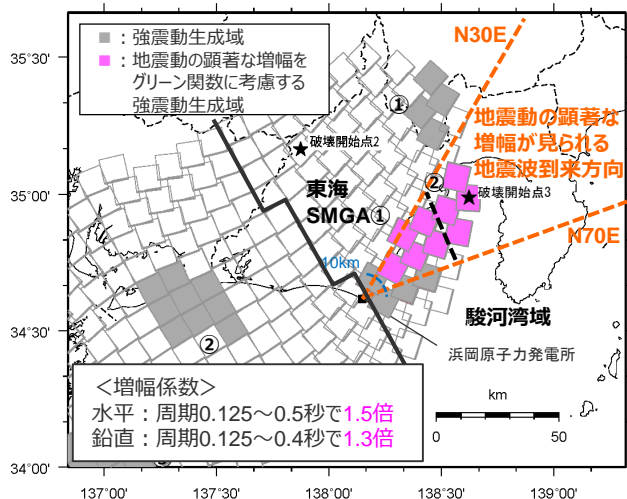 35°30'
35°00'
34°30'
34°00'
■：強震動生成域
■：地震動の顕著な増幅を
グリーン関数に考慮する
強震動生成域
N30E
①
地震動の顕著な
増幅が見られる
地震波到来方向
★破壊開始点2
②
★破壊開始点3
東海
SMGA①
N70E
10km
駿河湾域
浜岡原子力発電所
②
＜増幅係数＞
水平：周期0.125～0.5秒で1.5倍
鉛直：周期0.125～0.4秒で1.3倍
km
0 50
137°00' 137°30' 138°00' 138°30' 139°00'